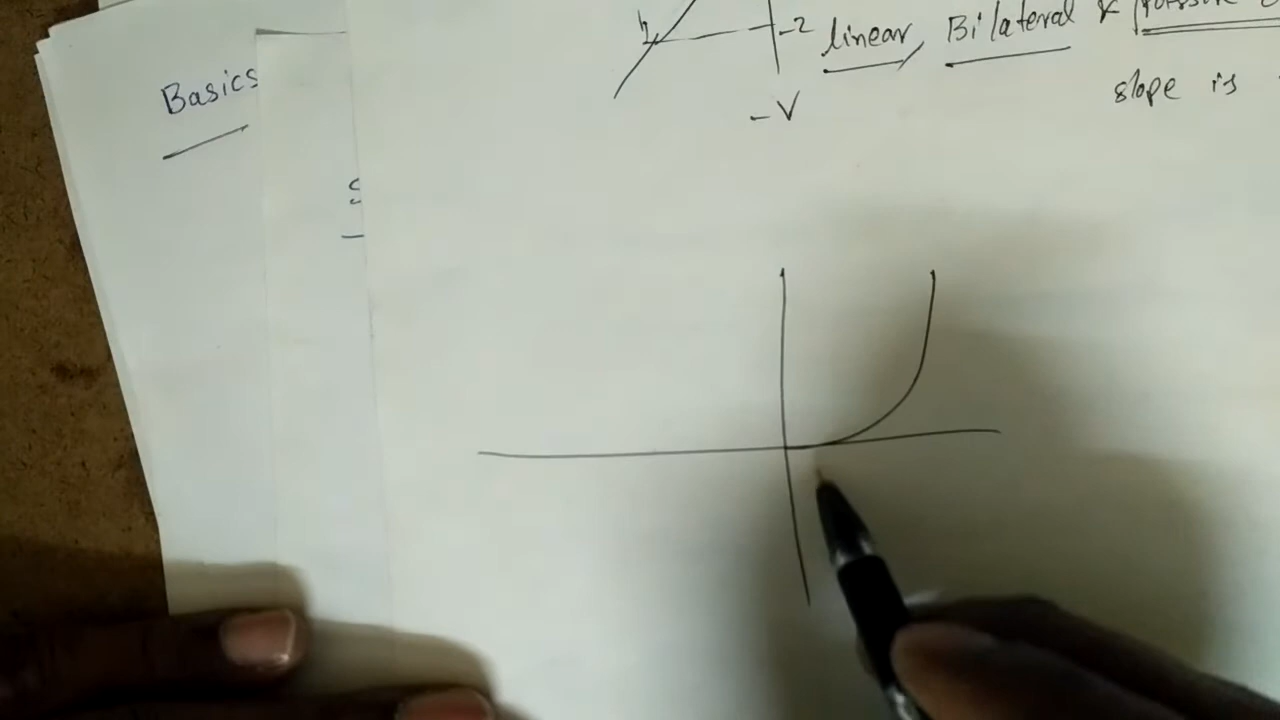 -2 linear, Bilateral &
slope is
-V
Basics